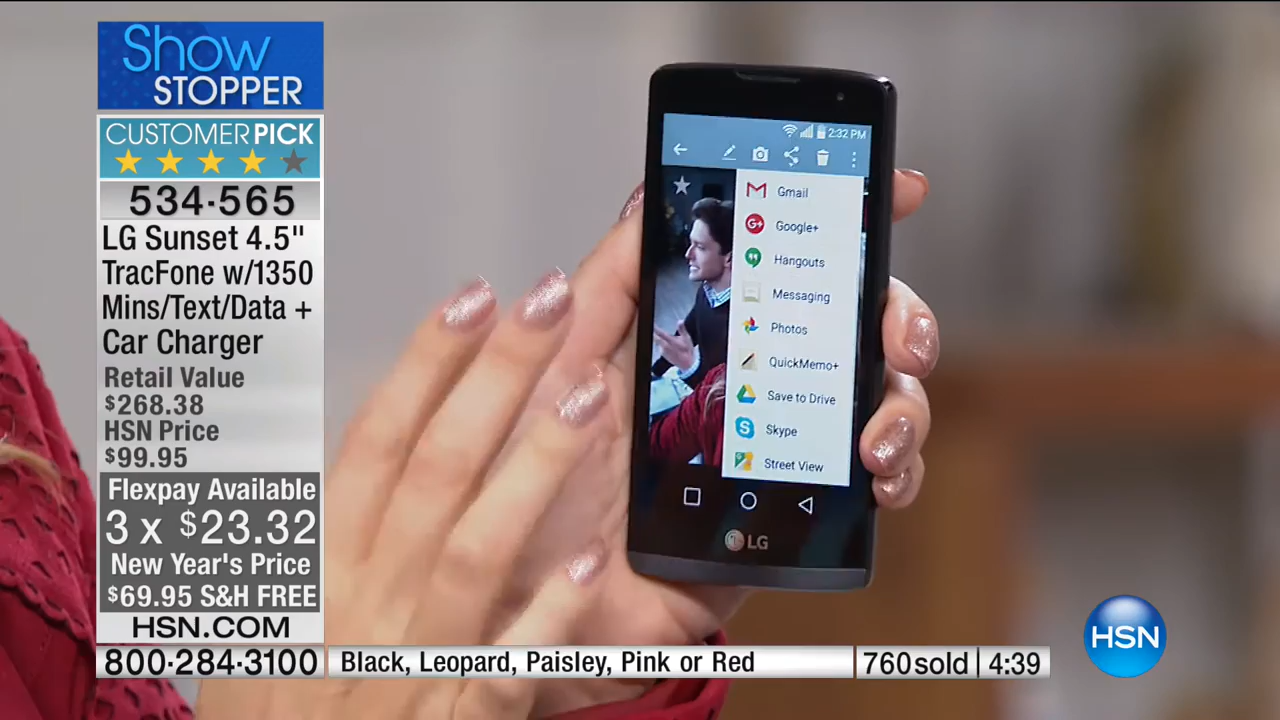 Show
STOPPER
CUSTOMER PICK
534-565
LG Sunset 4.5"
TracFone w/1350
Mins/Text/Data +
Car Charger
Retail Value
$268.38
HSN Price
$99.95
Flexpay Available
3 x $23.32
New Year's Price
$69.95 S&H FREE
HSN.COM
800-284-3100
Black, Leopard, Paisley, Pink or Red
760 sold | 4:39
HSN
2:32 PM
Gmail
Google+
Hangouts
Messaging
Photos
QuickMemo+
Save to Drive
Skype
Street View
LG